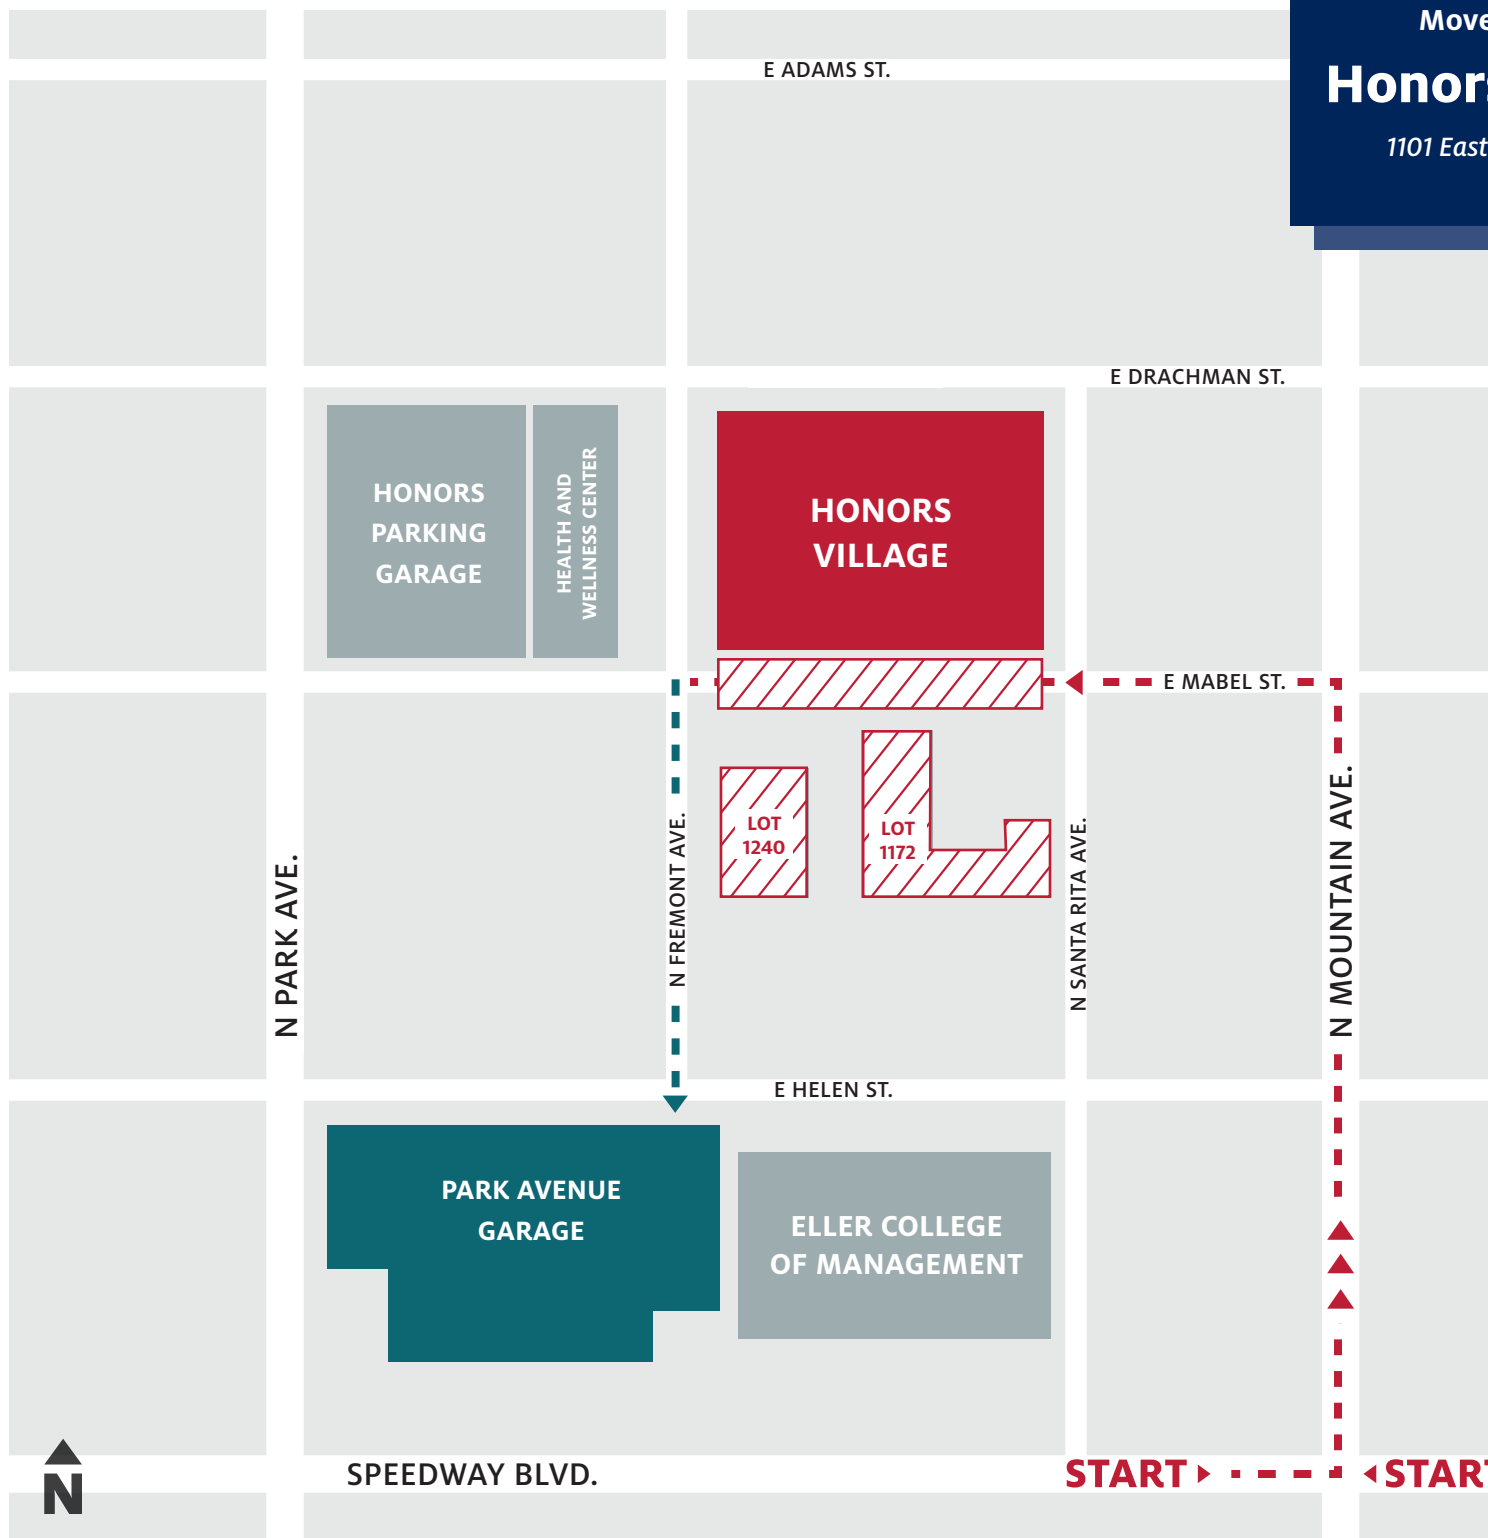 Move
Honors
1101 East
E ADAMS ST.
E DRACHMAN ST.
HONORS
PARKING
GARAGE
HEALTH AND
WELLNESS CENTER
HONORS
VILLAGE
E MABEL ST.
LOT
1240
LOT
1172
N PARK AVE.
N FREMONT AVE.
N SANTA RITA AVE.
N MOUNTAIN AVE.
E HELEN ST.
PARK AVENUE
GARAGE
ELLER COLLEGE
OF MANAGEMENT
N
SPEEDWAY BLVD.
START
START